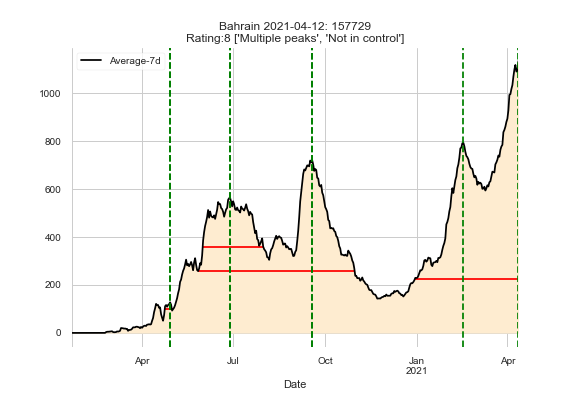 Bahrain 2021-04-12: 157729
Rating:8 ['Multiple peaks', 'Not in control']
Average-7d
1000
800
600
400
200
0
Apr
Jul
Oct
Jan
2021
Apr
Date